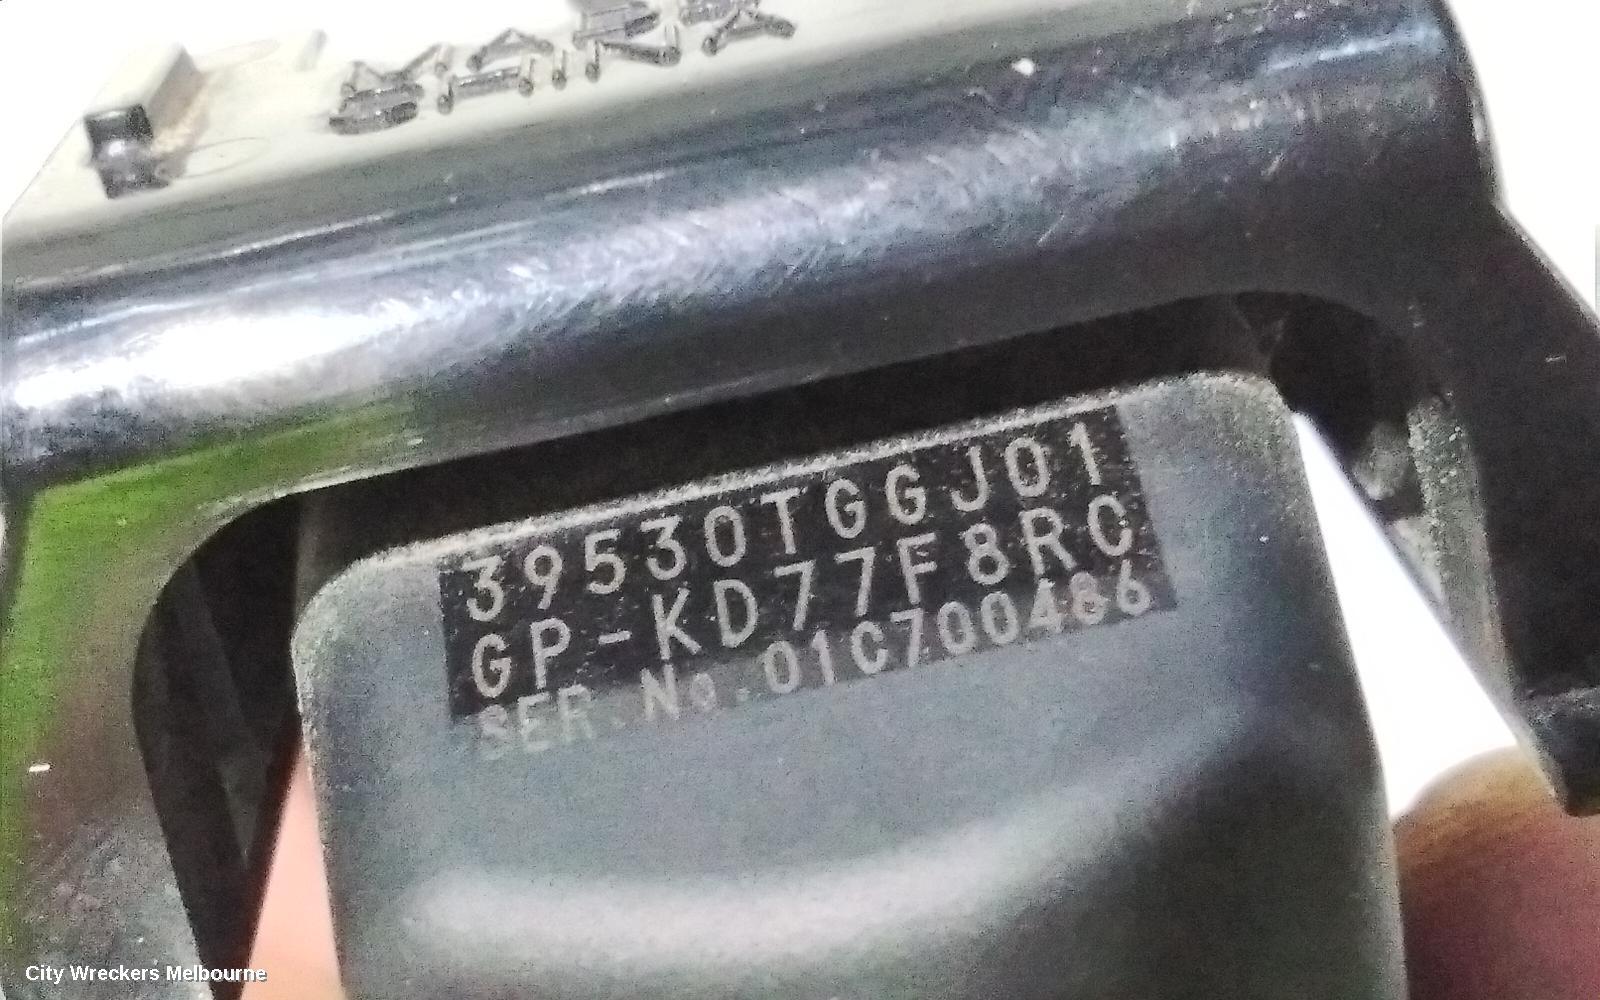 39530TGGJ01
GP-KD77F8RC
SER.No.01C700486
City Wreckers Melbourne